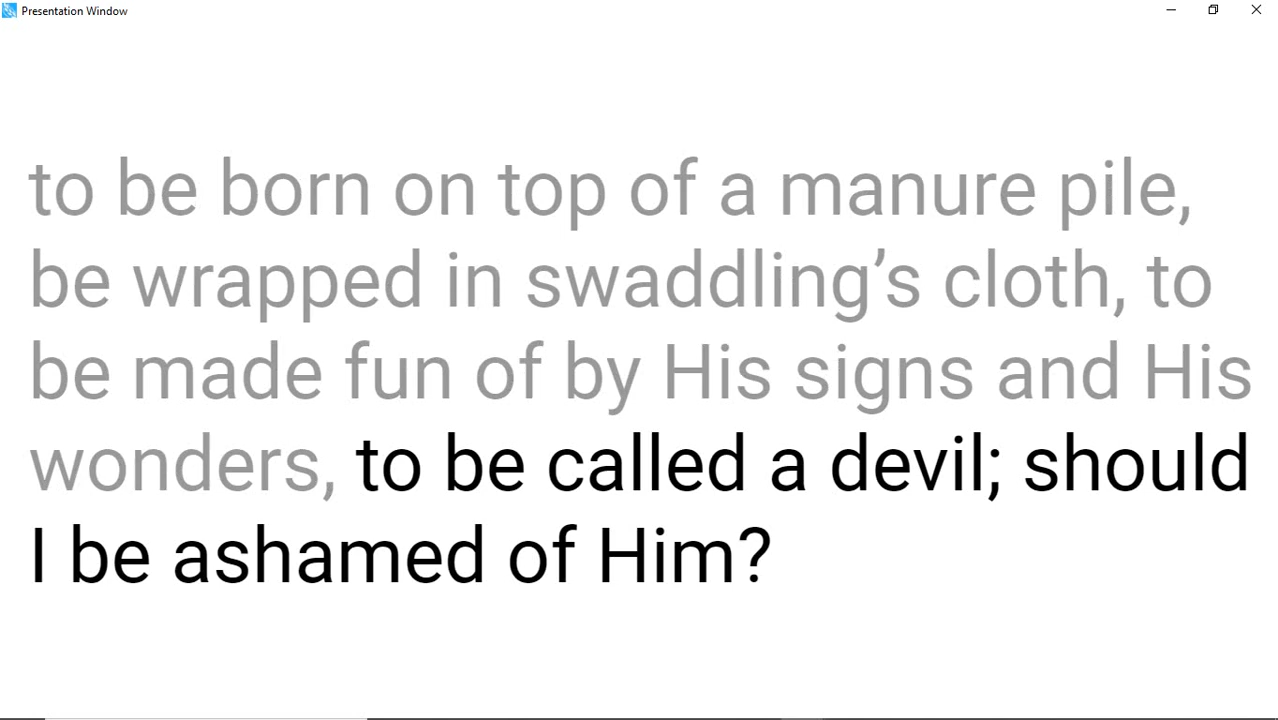 Presentation Window
to be born on top of a manure pile,
be wrapped in swaddling’s cloth, to
be made fun of by His signs and His
wonders, to be called a devil; should
I be ashamed of Him?